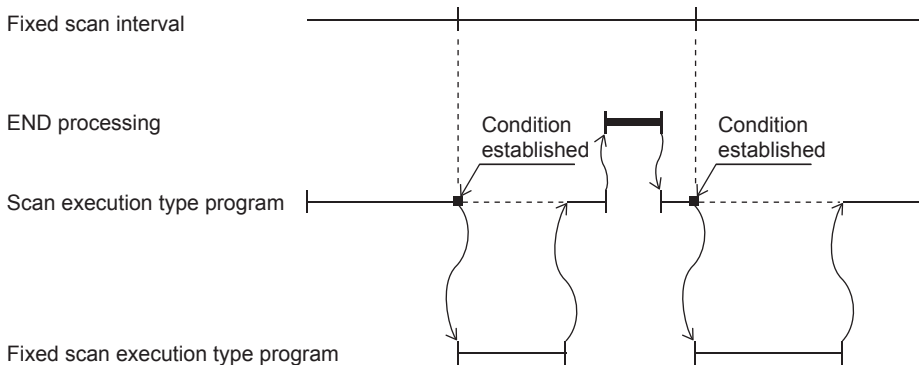 Fixed scan interval
END processing
Condition
established
Condition
established
Scan execution type program
Fixed scan execution type program